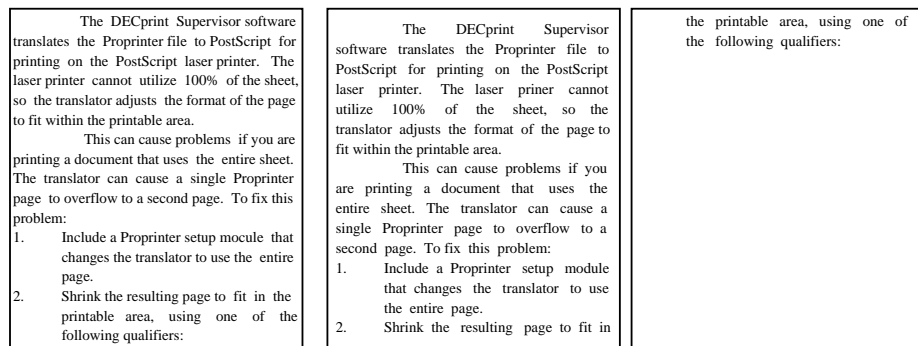 The DECprint Supervisor software
translates the Proprinter file to PostScript for
printing on the PostScript laser printer. The
laser printer cannot utilize 100% of the sheet,
so the translator adjusts the format of the page
to fit within the printable area.
This can cause problems if you are
printing a document that uses the entire sheet.
The translator can cause a single Proprinter
page to overflow to a second page. To fix this
problem:
1. Include a Proprinter setup mocule that
changes the translator to use the entire
page.
2. Shrink the resulting page to fit in the
printable area, using one of the
following qualifiers:
The DECprint Supervisor
software translates the Proprinter file to
PostScript for printing on the PostScript
laser printer. The laser priner cannot
utilize 100% of the sheet, so the
translator adjusts the format of the page to
fit within the printable area.
This can cause problems if you
are printing a document that uses the
entire sheet. The translator can cause a
single Proprinter page to overflow to a
second page. To fix this problem:
1. Include a Proprinter setup module
that changes the translator to use
the entire page.
2. Shrink the resulting page to fit in
the printable area, using one of
the following qualifiers: